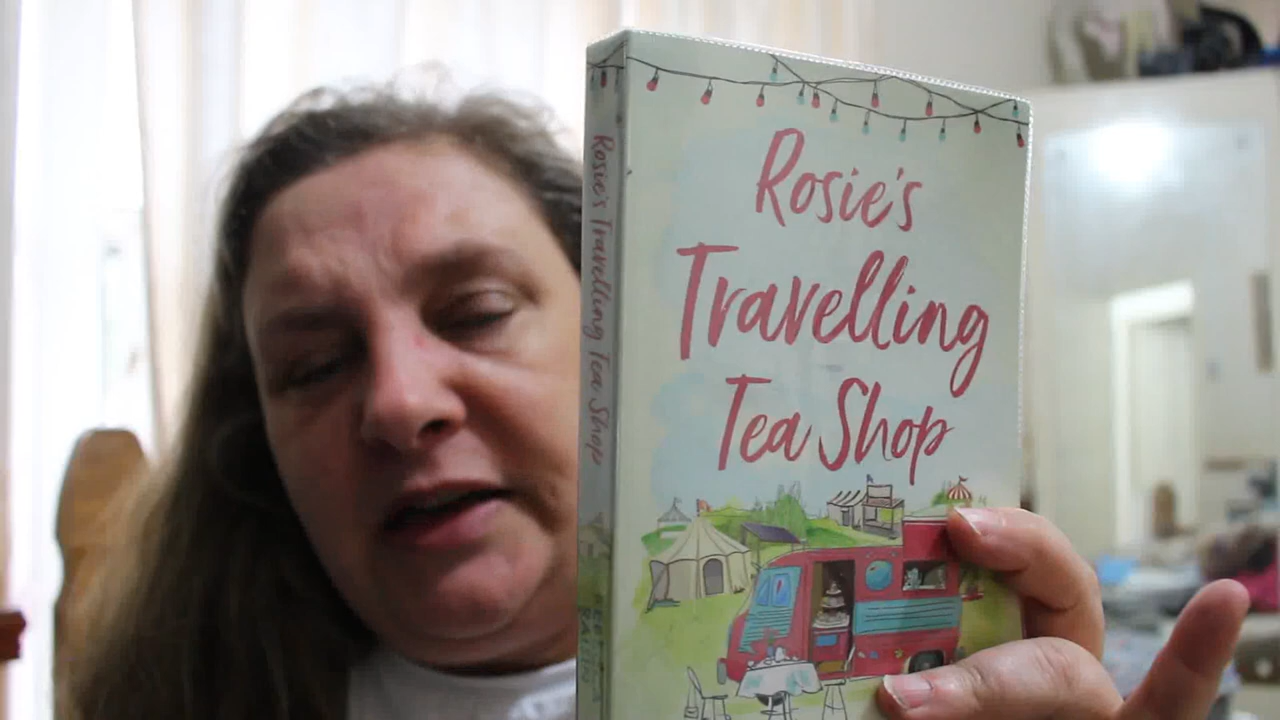 Rosie's
Travelling
Tea Shop
Rosie's Travelling Tea Shop